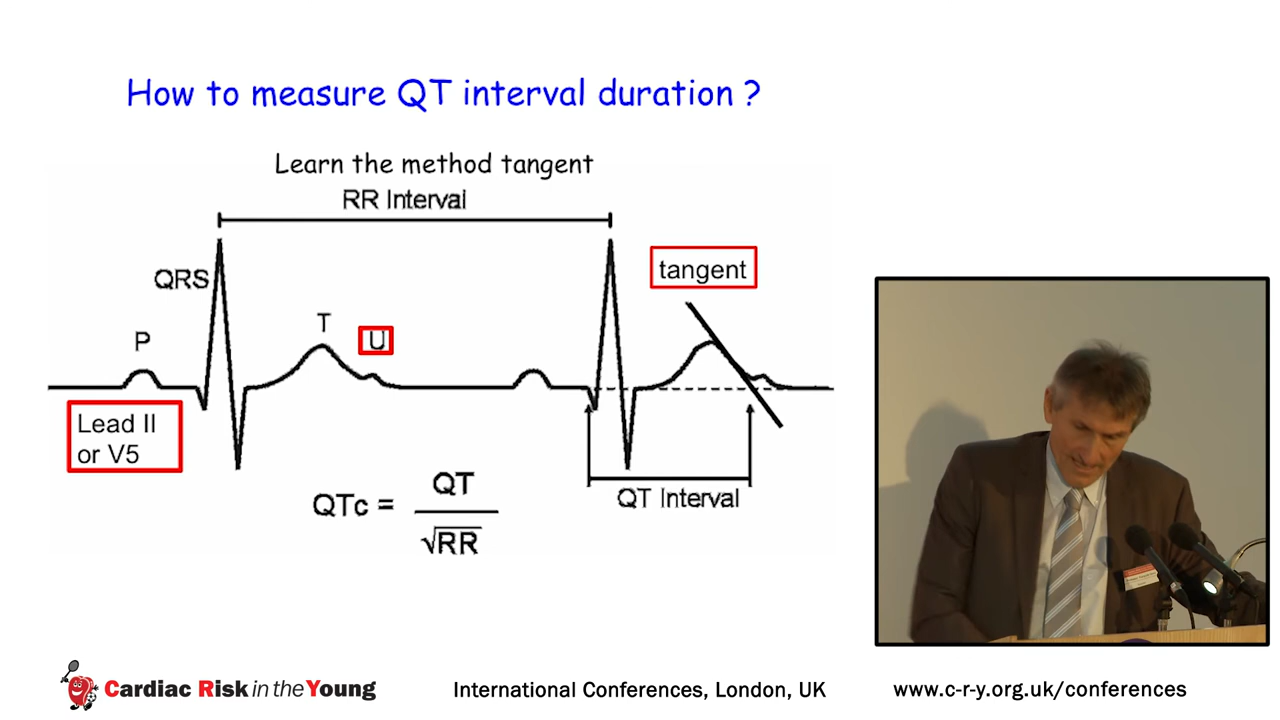 How to measure QT interval duration ?
Learn the method tangent
RR Interval
QRS
tangent
T
U
P
Lead II
or V5
QT Interval
QTc = QT
√RR
Cardiac Risk in the Young
International Conferences, London, UK
www.c-r-y.org.uk/conferences